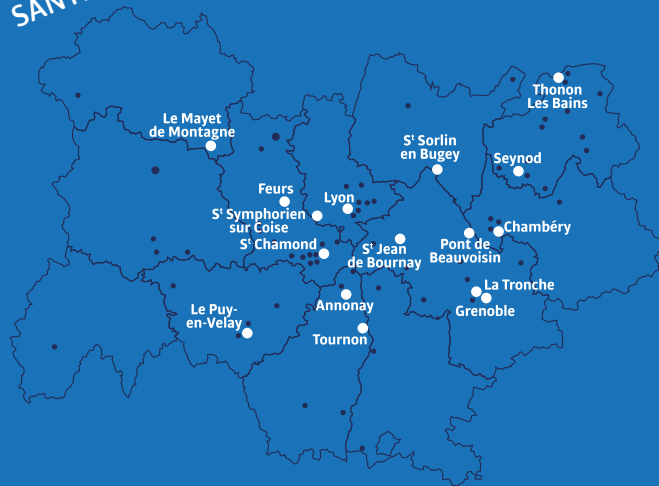 Thonon
Les Bains
Le Mayet
de Montagne
Sᵗ Sorlin
en Bugey
Seynod
Feurs
Lyon
Sᵗ Symphorien
sur Coise
Chambéry
Sᵗ Chamond
Sᵗ Jean
de Bournay
Pont de
Beauvoisin
La Tronche
Grenoble
Annonay
Le Puy-
en-Velay
Tournon